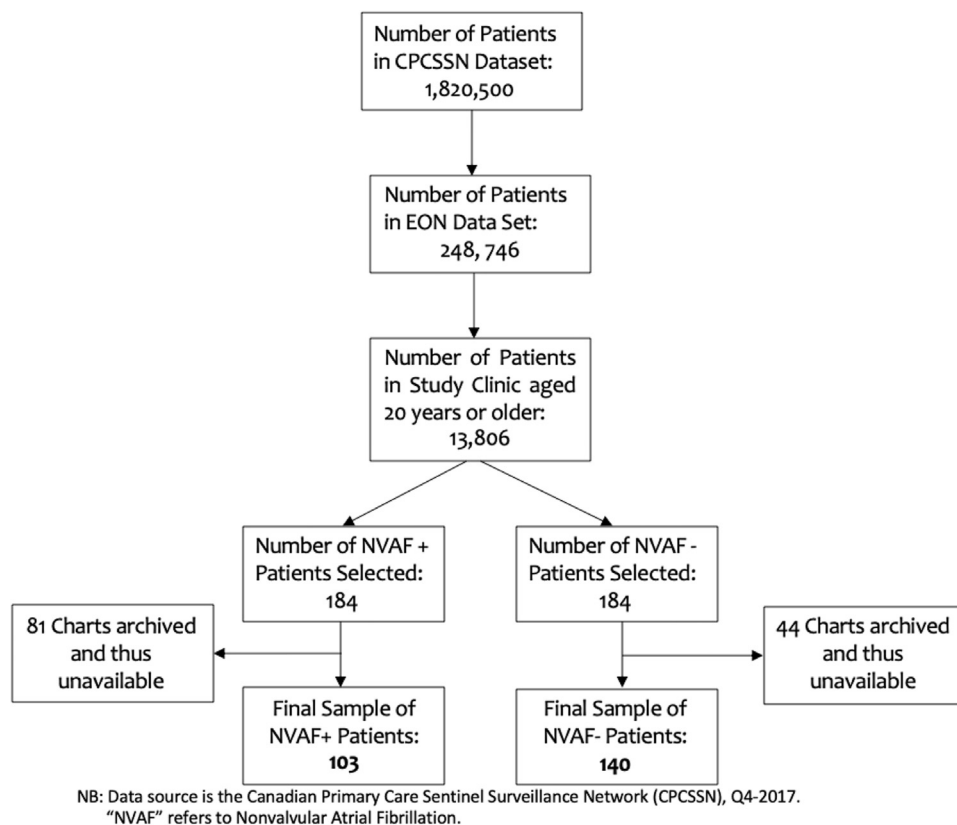 Number of Patients
in CPCSSN Dataset:
1,820,500
Number of Patients
in EON Data Set:
248, 746
Number of Patients
in Study Clinic aged
20 years or older:
13,806
Number of NVAF +
Patients Selected:
184
Number of NVAF -
Patients Selected:
184
81 Charts archived
and thus
unavailable
44 Charts archived
and thus
unavailable
Final Sample of
NVAF+ Patients:
103
Final Sample of
NVAF- Patients:
140
NB: Data source is the Canadian Primary Care Sentinel Surveillance Network (CPCSSN), Q4-2017.
“NVAF” refers to Nonvalvular Atrial Fibrillation.